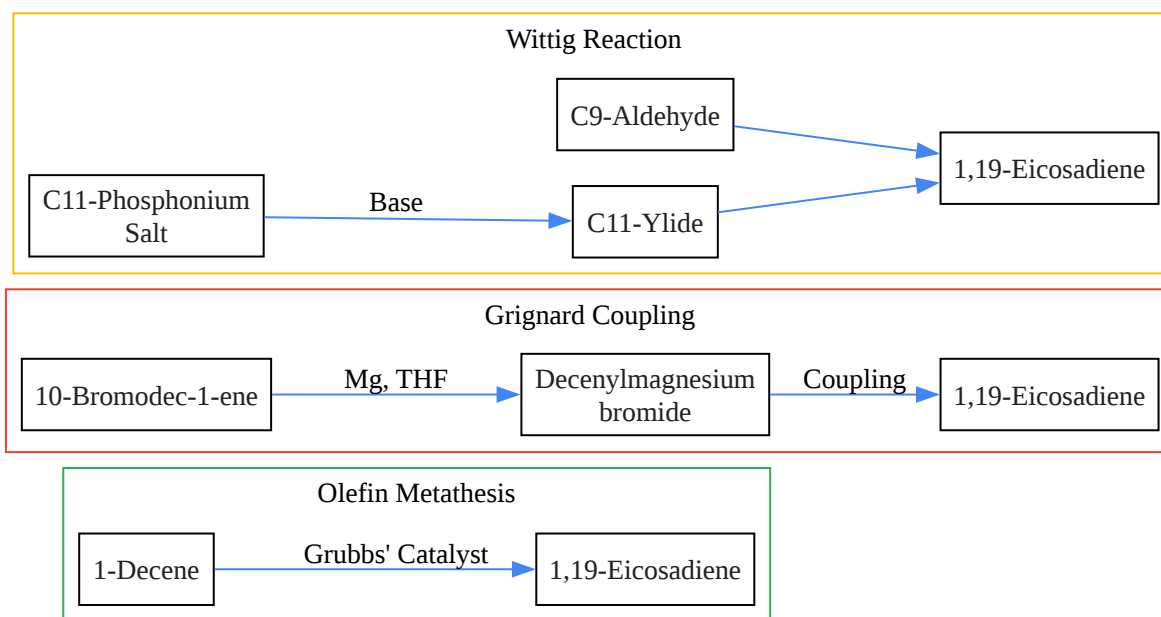 Wittig Reaction
C9-Aldehyde
1,19-Eicosadiene
C11-Phosphonium
Salt
Base
C11-Ylide
Grignard Coupling
10-Bromodec-1-ene
Mg, THF
Decenylmagnesium
bromide
Coupling
1,19-Eicosadiene
Olefin Metathesis
1-Decene
Grubbs' Catalyst
1,19-Eicosadiene